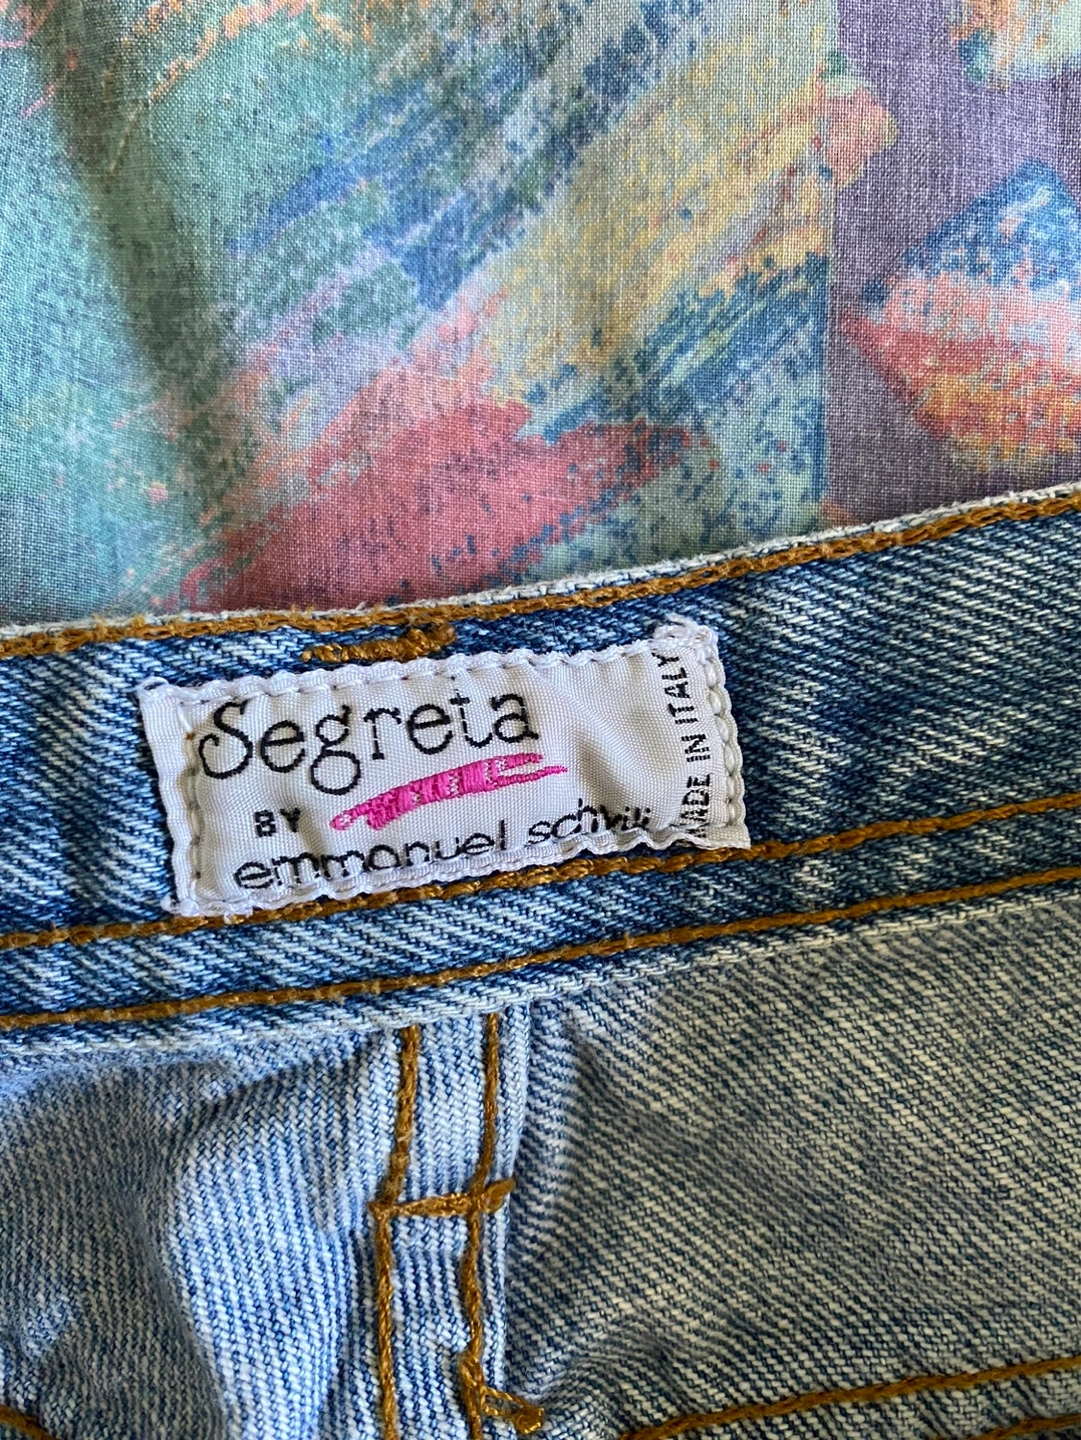 Segreta
BY
emmanuel schvili
MADE IN ITALY